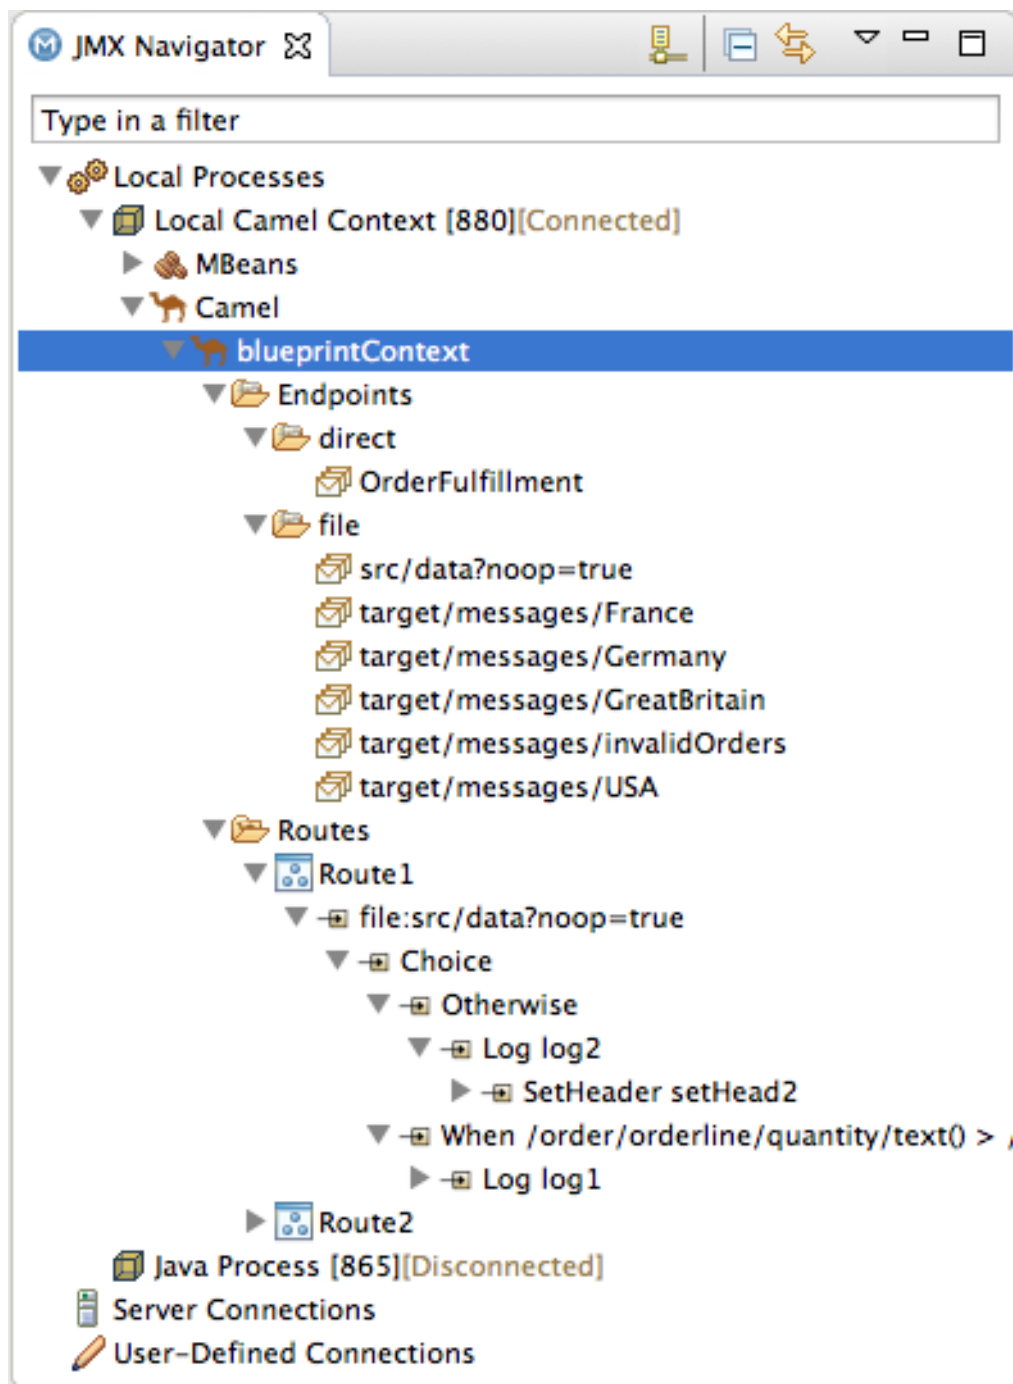 JMX Navigator
Type in a filter
Local Processes
Local Camel Context [880][Connected]
MBeans
Camel
blueprintContext
Endpoints
direct
OrderFulfillment
file
src/data?noop=true
target/messages/France
target/messages/Germany
target/messages/GreatBritain
target/messages/invalidOrders
target/messages/USA
Routes
Route1
file:src/data?noop=true
Choice
Otherwise
Log log2
SetHeader setHead2
When /order/orderline/quantity/text() > /
Log log1
Route2
Java Process [865][Disconnected]
Server Connections
User-Defined Connections